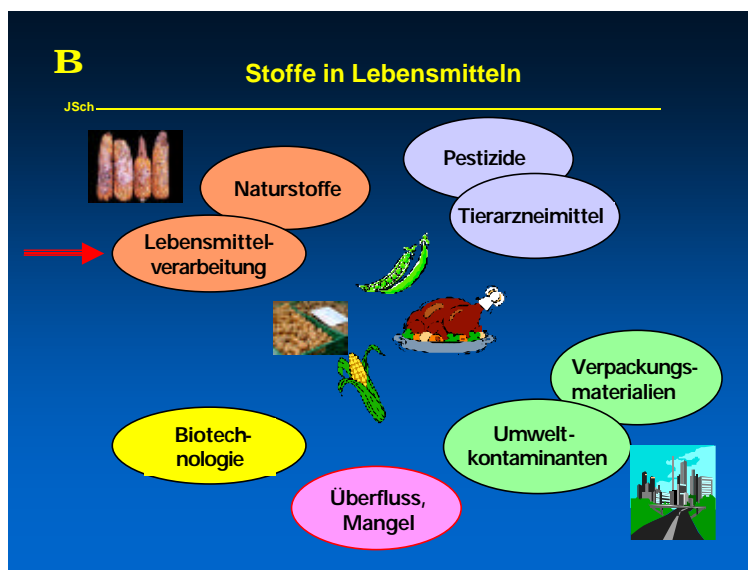 B
Stoffe in Lebensmitteln
JSch
Pestizide
Naturstoffe
Tierarzneimittel
Lebensmittel-
verarbeitung
Verpackungs-
materialien
Biotech-
nologie
Umwelt-
kontaminanten
Überfluss,
Mangel